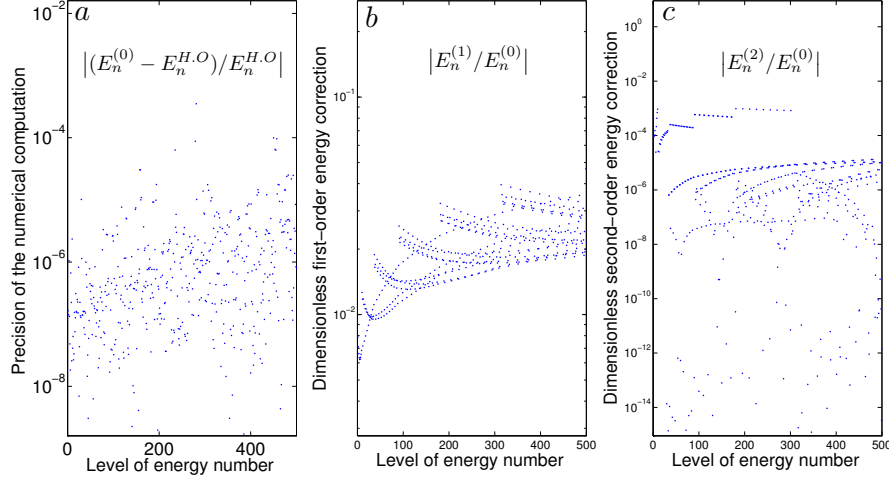 a
|(E_n^{(0)} − E_n^{H.O})/E_n^{H.O}|
Precision of the numerical computation
10^{−2}
10^{−4}
10^{−6}
10^{−8}
0 200 400
Level of energy number
b
|E_n^{(1)}/E_n^{(0)}|
Dimensionless first-order energy correction
10^{−1}
10^{−2}
0 100 200 300 400 500
Level of energy number
c
|E_n^{(2)}/E_n^{(0)}|
Dimensionless second-order energy correction
10^{0}
10^{−2}
10^{−4}
10^{−6}
10^{−8}
10^{−10}
10^{−12}
10^{−14}
0 100 200 300 400 500
Level of energy number